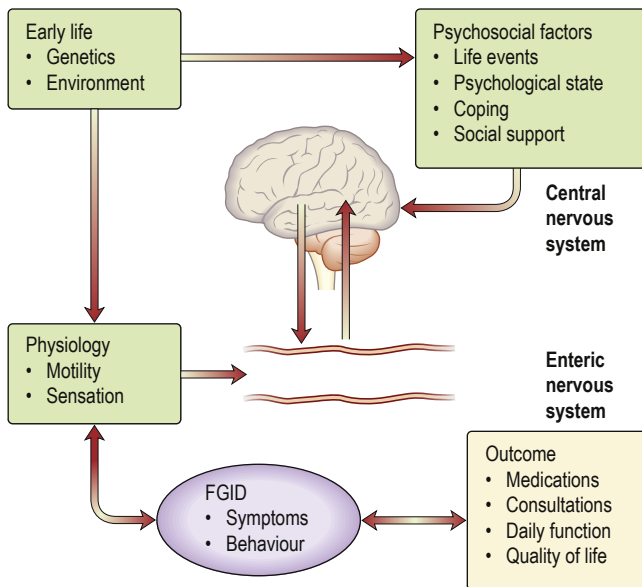 Early life
• Genetics
• Environment
Psychosocial factors
• Life events
• Psychological state
• Coping
• Social support
Central
nervous
system
Physiology
• Motility
• Sensation
Enteric
nervous
system
FGID
• Symptoms
• Behaviour
Outcome
• Medications
• Consultations
• Daily function
• Quality of life